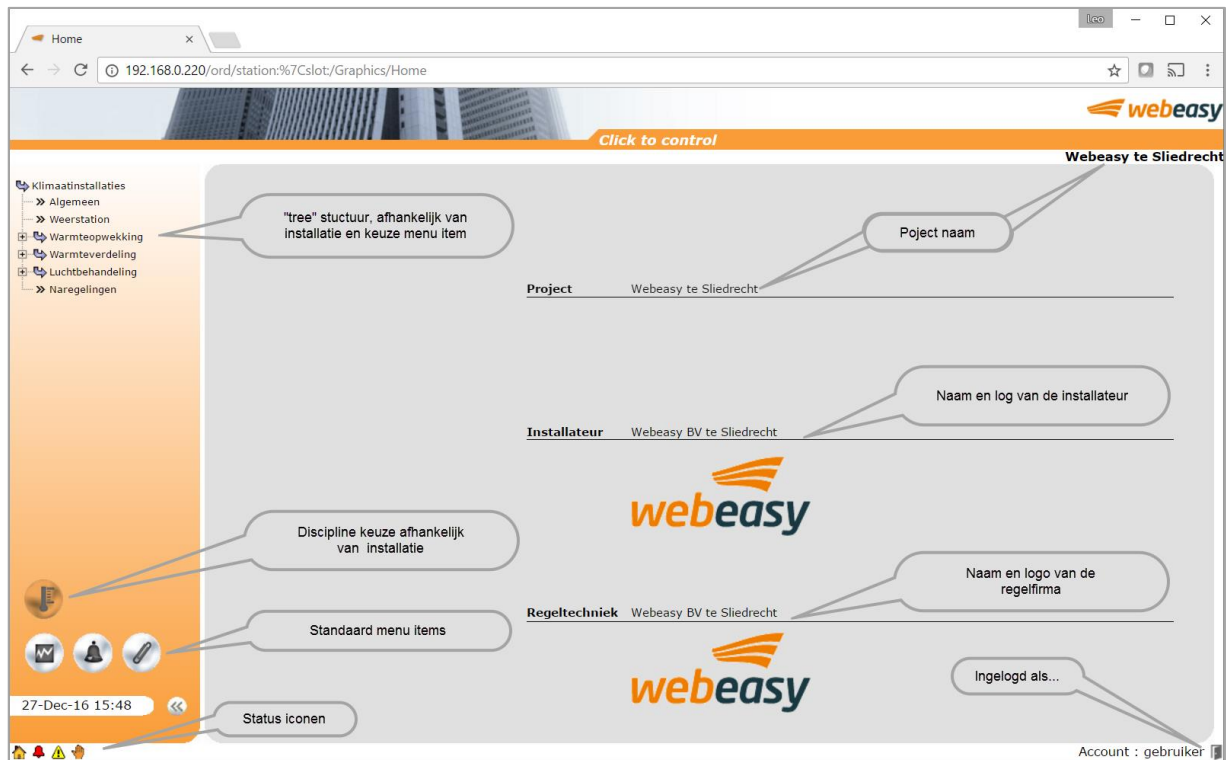 Leo
Home
192.168.0.220/ord/station:%7Cslot:/Graphics/Home
webeasy
Click to control
Webeasy te Sliedrecht
Klimaatinstallaties
» Algemeen
» Weerstation
Warmteopwekking
Warmteverdeling
Luchtbehandeling
» Naregelingen
"tree" stuctuur, afhankelijk van
installatie en keuze menu item
Poject naam
Project Webeasy te Sliedrecht
Naam en log van de installateur
Installateur Webeasy BV te Sliedrecht
webeasy
Discipline keuze afhankelijk
van installatie
Naam en logo van de
regelfirma
Regeltechniek Webeasy BV te Sliedrecht
Standaard menu items
webeasy
Ingelogd als...
27-Dec-16 15:48
Status iconen
Account : gebruiker